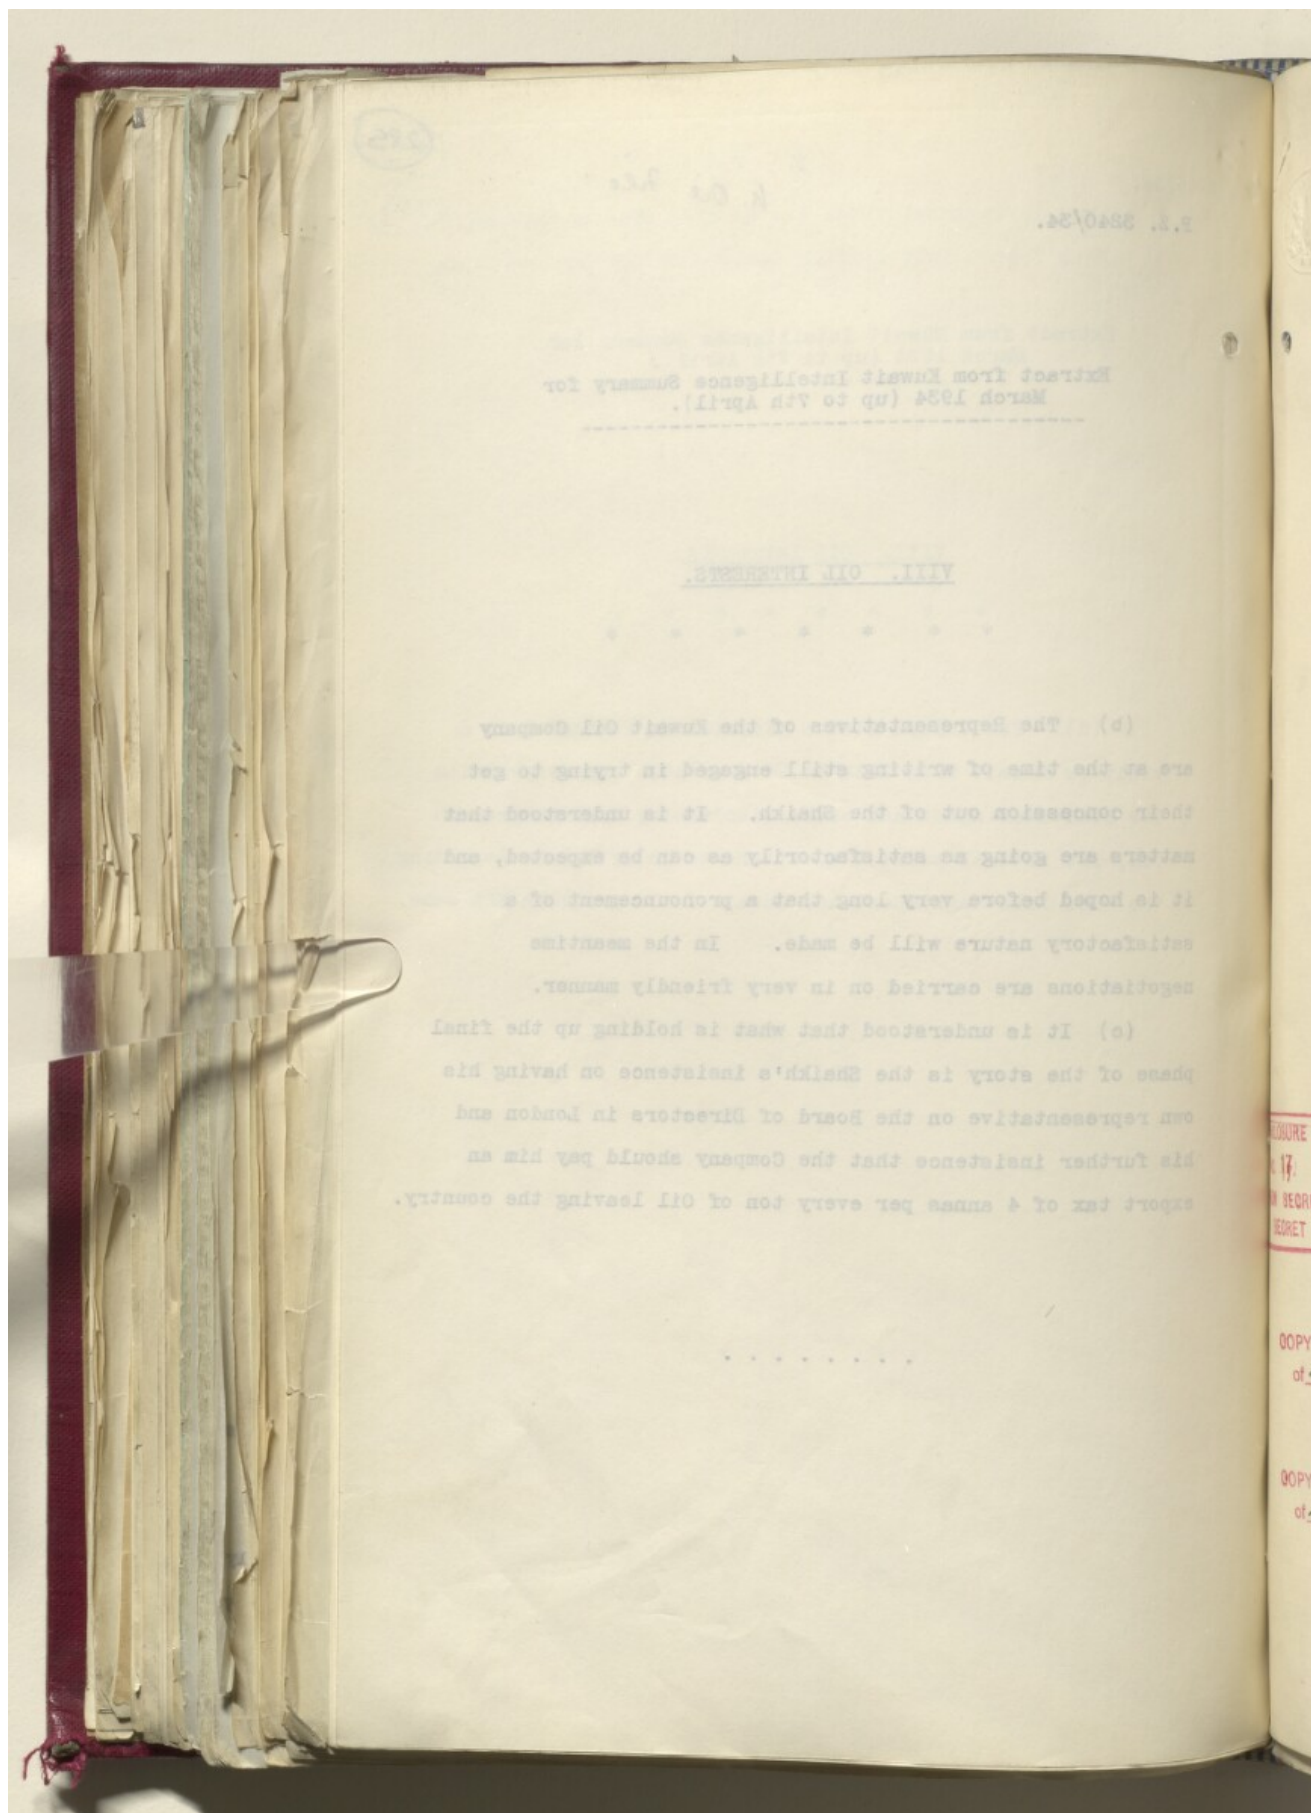 P.Z. 3240/34.
Extract from Kuwait Intelligence Summary for
March 1934 (up to 7th April).
VIII. OIL INTERESTS.
* * * * * * *
(b) The Representatives of the Kuwait Oil Company
are at the time of writing still engaged in trying to get
their concession out of the Shaikh. It is understood that
matters are going as satisfactorily as can be expected, and
it is hoped before very long that a pronouncement of a
satisfactory nature will be made. In the meantime
negotiations are carried on in very friendly manner.
(c) It is understood that what is holding up the final
phase of the story is the Shaikh's insistence on having his
own representative on the Board of Directors in London and
his further insistence that the Company should pay him an
export tax of 4 annas per every ton of Oil leaving the country.
. . . . . . . .
LOSURE
17
SECRET
COPY
of
COPY
of